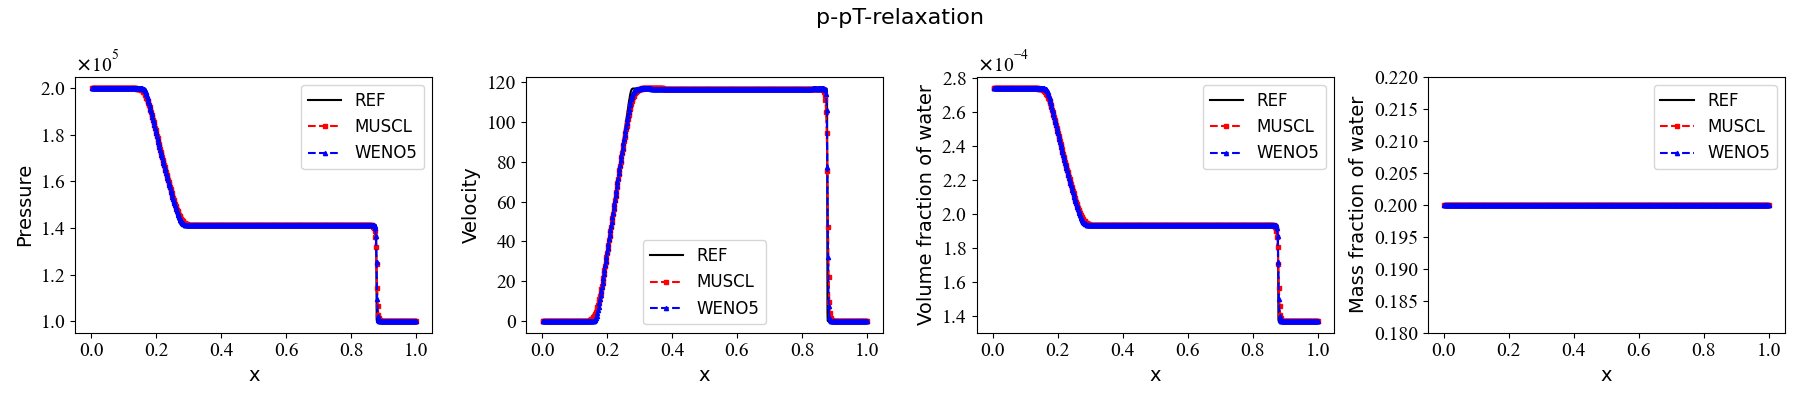 p-pT-relaxation
×10⁵
2.0
1.8
1.6
1.4
1.2
1.0
Pressure
0.0 0.2 0.4 0.6 0.8 1.0
x
REF
MUSCL
WENO5
120
100
80
60
40
20
0
Velocity
0.0 0.2 0.4 0.6 0.8 1.0
x
REF
MUSCL
WENO5
×10⁻⁴
2.8
2.6
2.4
2.2
2.0
1.8
1.6
1.4
Volume fraction of water
0.0 0.2 0.4 0.6 0.8 1.0
x
REF
MUSCL
WENO5
0.220
0.215
0.210
0.205
0.200
0.195
0.190
0.185
0.180
Mass fraction of water
0.0 0.2 0.4 0.6 0.8 1.0
x
REF
MUSCL
WENO5